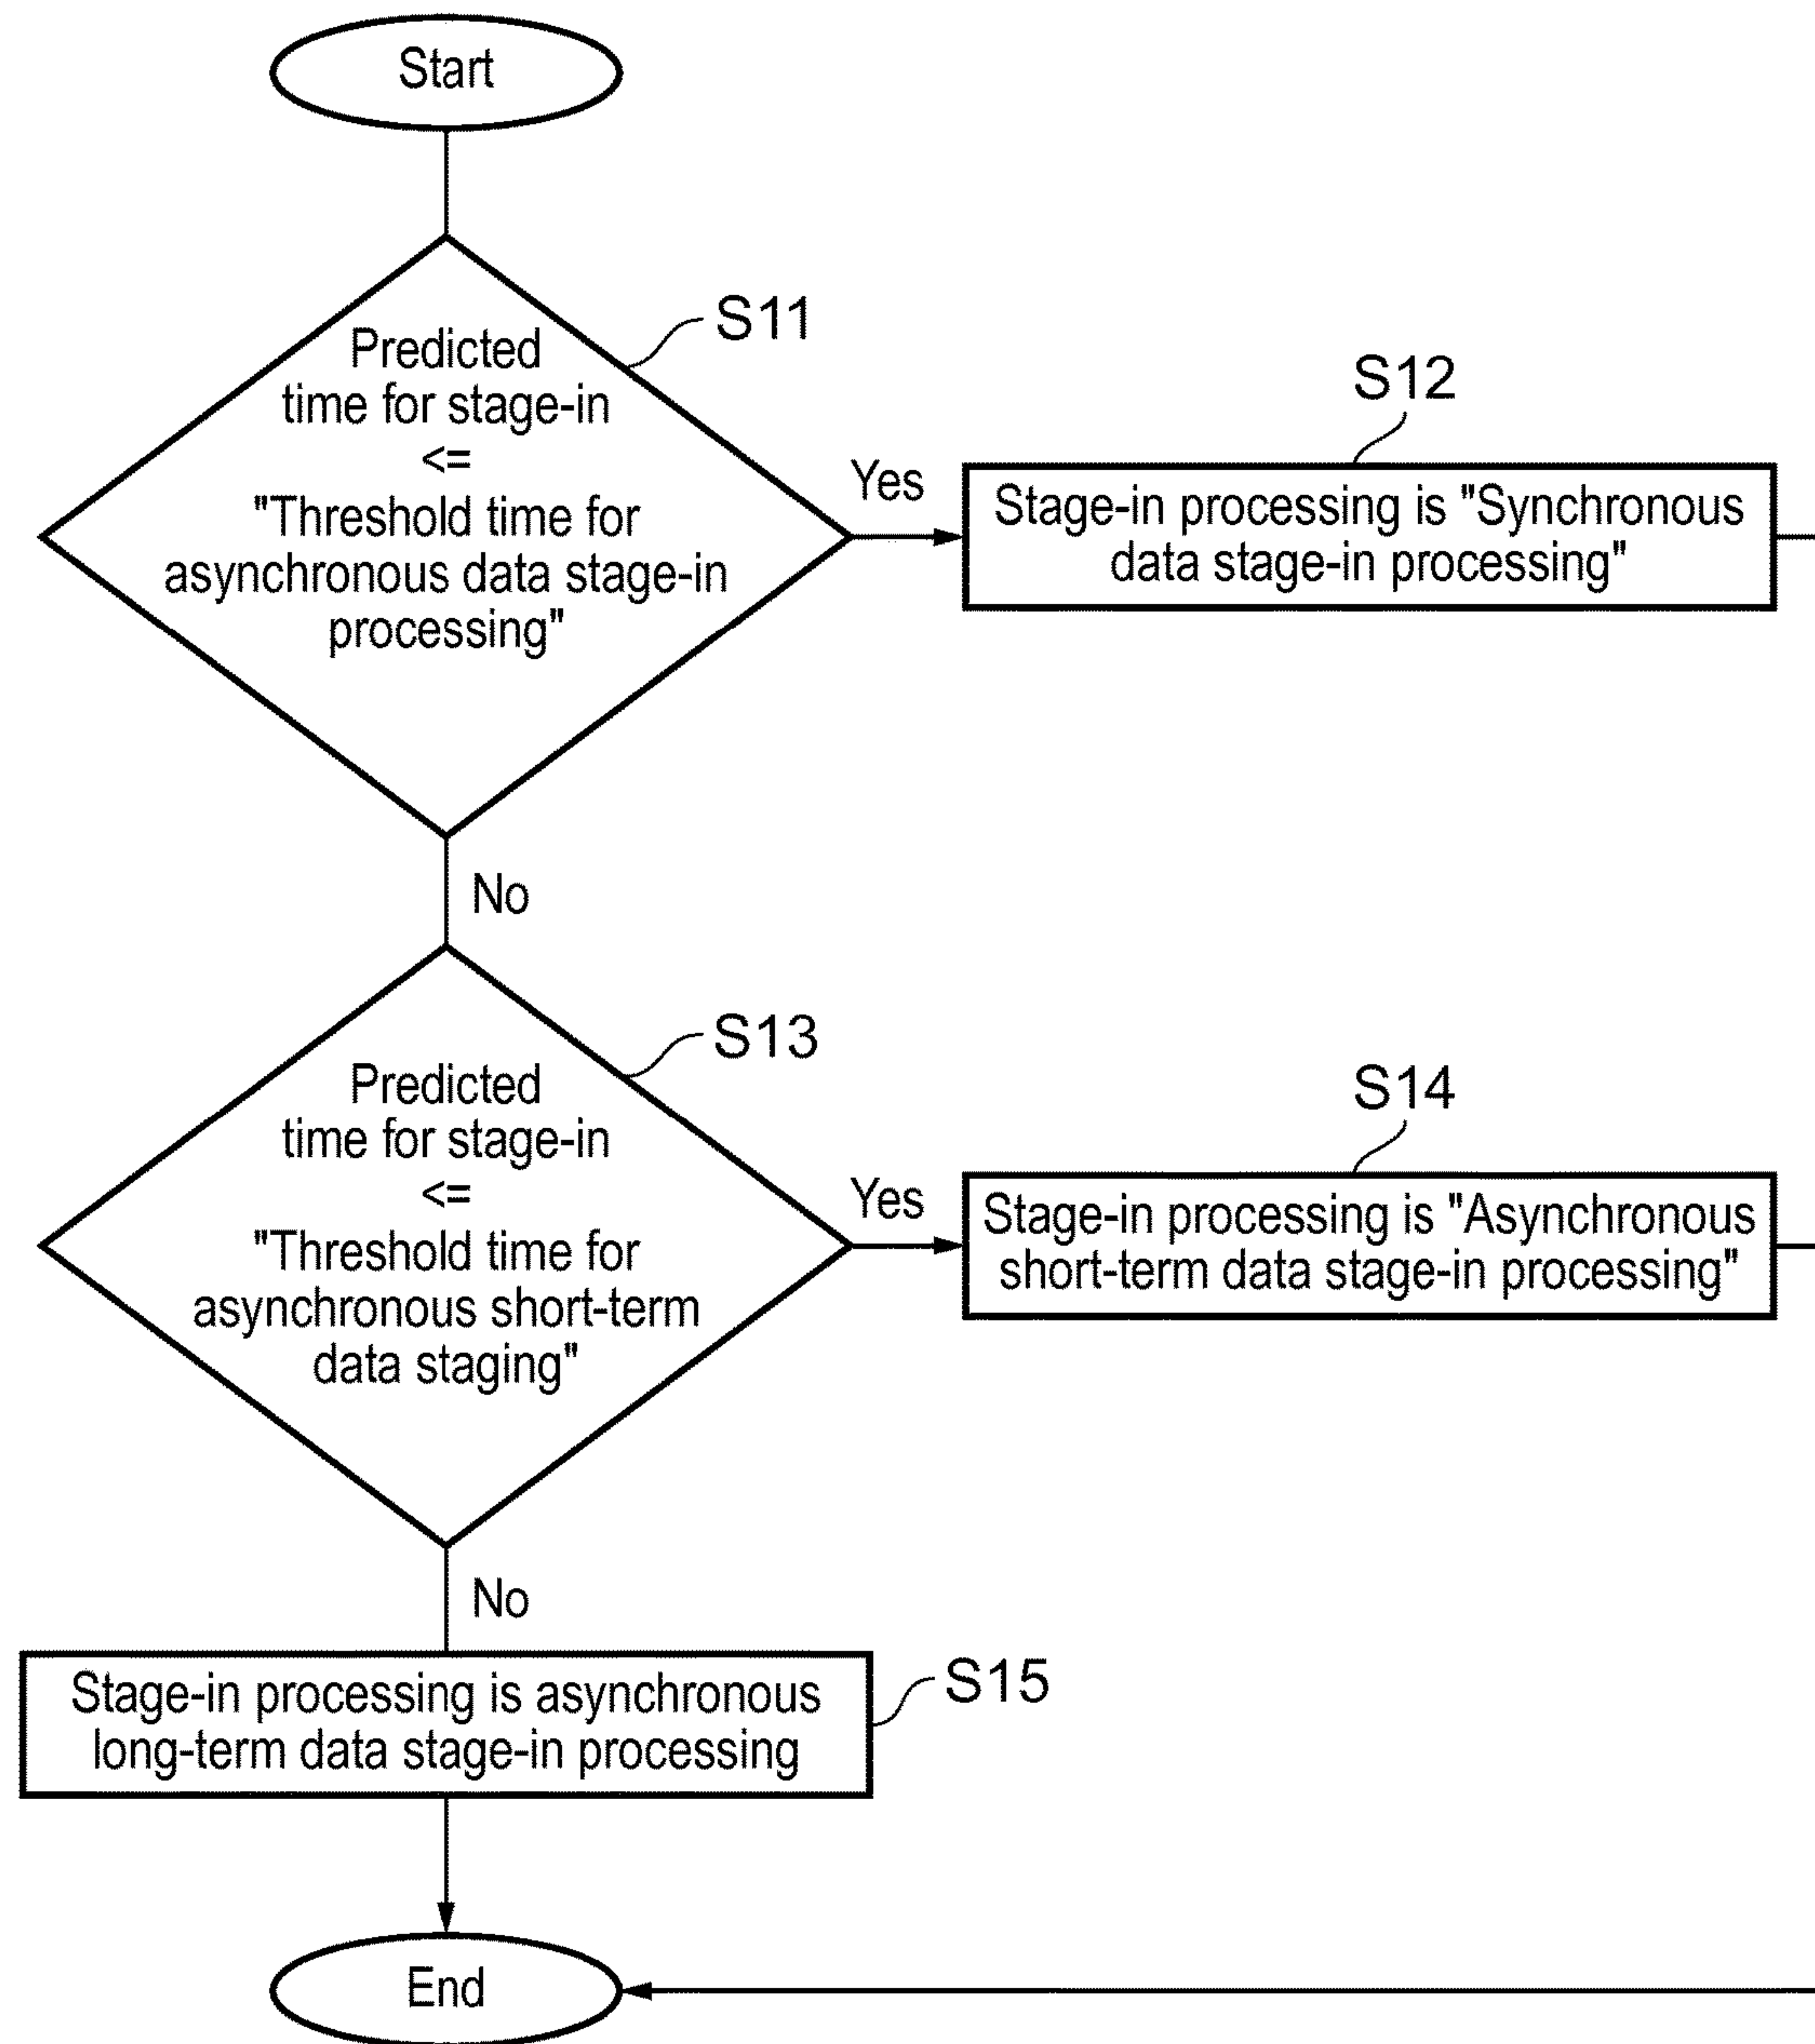 Start
S11
Predicted
time for stage-in
<=
"Threshold time for
asynchronous data stage-in
processing"
Yes
S12
Stage-in processing is "Synchronous
data stage-in processing"
No
S13
Predicted
time for stage-in
<=
"Threshold time for
asynchronous short-term
data staging"
Yes
S14
Stage-in processing is "Asynchronous
short-term data stage-in processing"
No
S15
Stage-in processing is asynchronous
long-term data stage-in processing
End